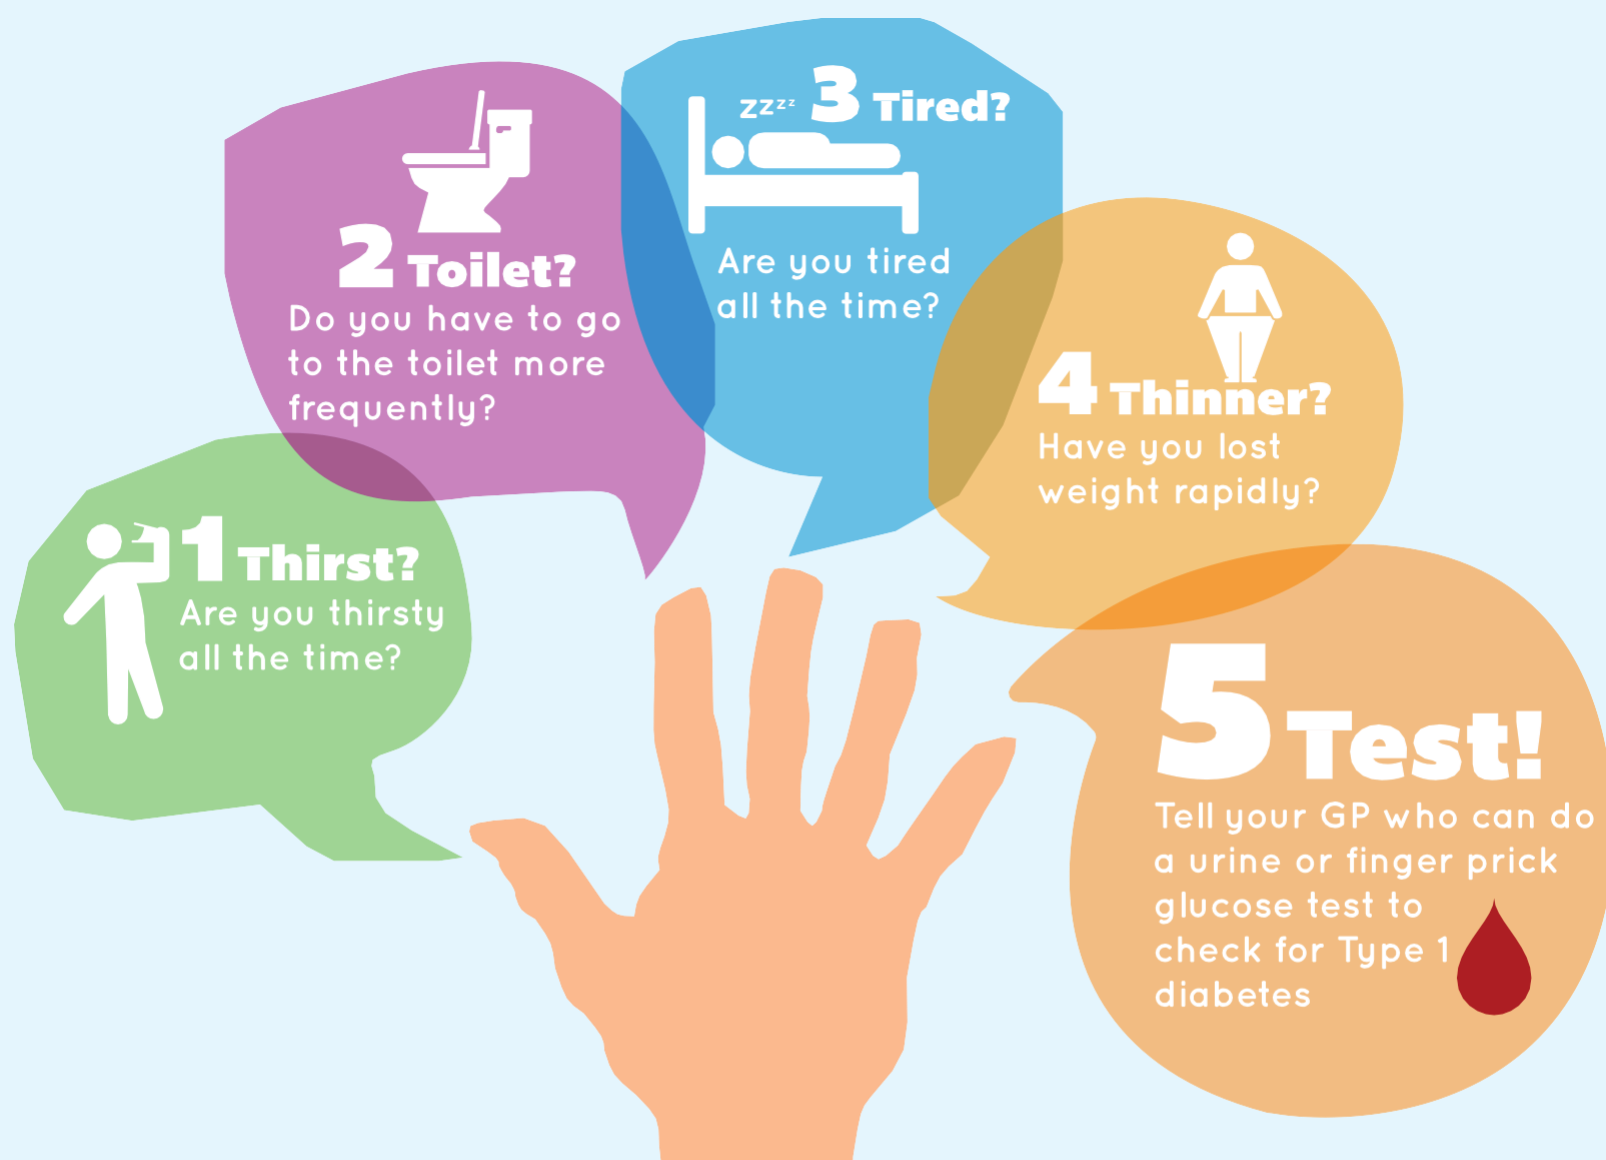 1 Thirst?
Are you thirsty
all the time?
2 Toilet?
Do you have to go
to the toilet more
frequently?
zzzz 3 Tired?
Are you tired
all the time?
4 Thinner?
Have you lost
weight rapidly?
5 Test!
Tell your GP who can do
a urine or finger prick
glucose test to
check for Type 1
diabetes